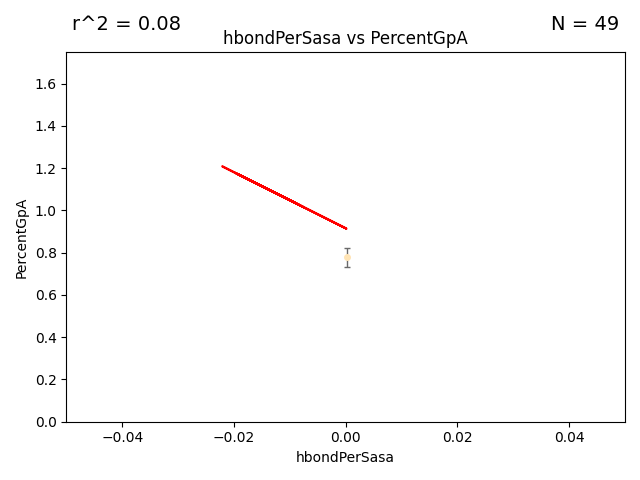 r^2 = 0.08
N = 49
hbondPerSasa vs PercentGpA
1.6
1.4
1.2
1.0
0.8
0.6
0.4
0.2
0.0
PercentGpA
−0.04
−0.02
0.00
0.02
0.04
hbondPerSasa